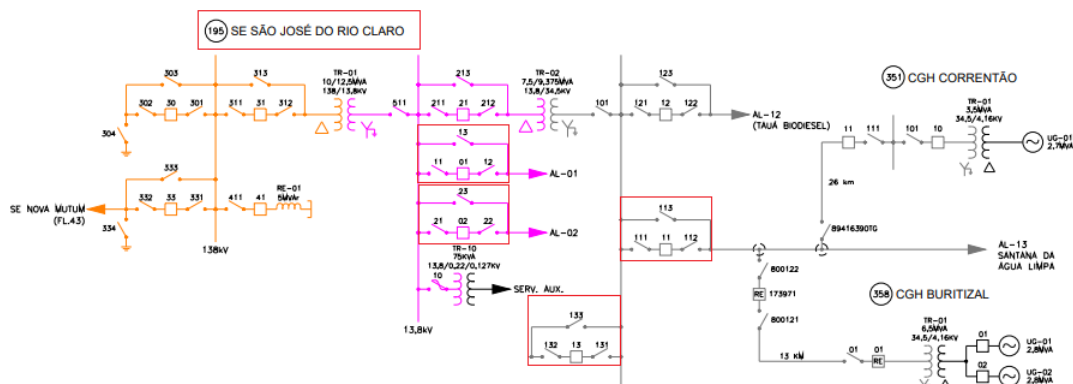 195 SE SÃO JOSÉ DO RIO CLARO
303
302 30 301
304
313
311 31 312
TR-01
10/12,5MVA
138/13,8KV
511
213
211 21 212
TR-02
7,5/9,375MVA
13,8/34,5KV
101
123
121 12 122
AL-12
(TAUÁ BIODIESEL)
351 CGH CORRENTÃO
TR-01
3,5MVA
34,5/4,16KV
11 111 101 10
UG-01
2,7MVA
26 km
89416390TG
13
11 01 12
AL-01
23
21 02 22
AL-02
333
332 33 331
334
SE NOVA MUTUM
(FL.43)
411 41
RE-01
5MVAr
138kV
TR-10
75KVA
13,8/0,22/0,127KV
10
SERV. AUX.
13,8kV
113
111 11 112
AL-13
SANTANA DA
ÁGUA LIMPA
133
132 13 131
800122
RE 173971
800121
13 KM
358 CGH BURITIZAL
01 01
RE
TR-01
6,5MVA
34,5/4,16KV
01
UG-01
2,8MVA
02
UG-02
2,8MVA